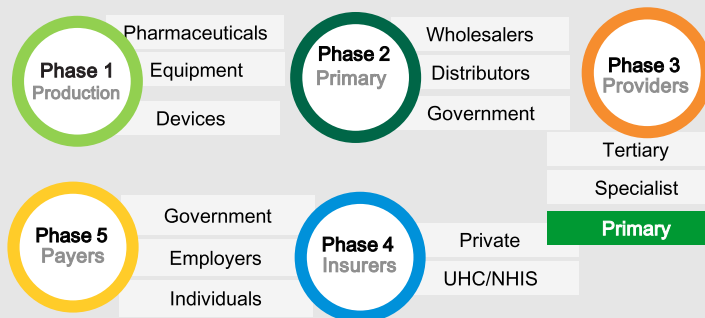 Phase 1
Production
Pharmaceuticals
Equipment
Devices
Phase 2
Primary
Wholesalers
Distributors
Government
Phase 3
Providers
Tertiary
Specialist
Primary
Phase 5
Payers
Government
Employers
Individuals
Phase 4
Insurers
Private
UHC/NHIS